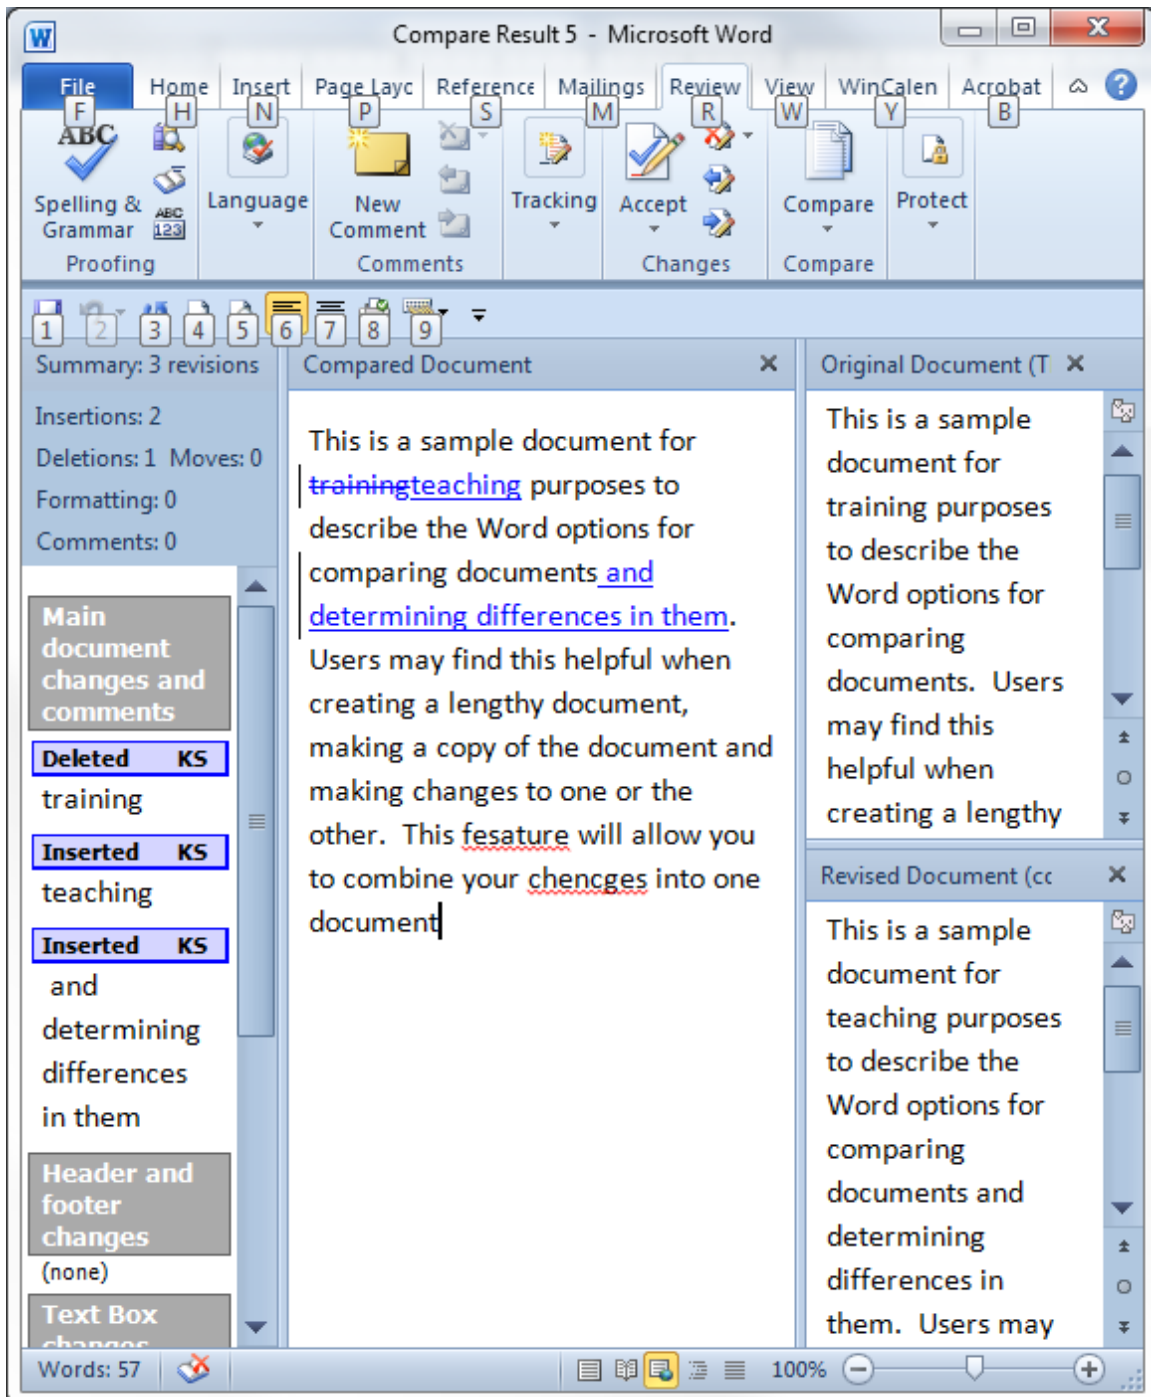 Compare Result 5 - Microsoft Word
File Home Insert Page Layc Reference Mailings Review View WinCalen Acrobat
F H N P S M R W Y B
ABC
Spelling & Grammar
ABC
123
Language
New Comment
Tracking
Accept
Compare
Protect
Proofing Comments Changes Compare
1 2 3 4 5 6 7 8 9
Summary: 3 revisions
Insertions: 2
Deletions: 1 Moves: 0
Formatting: 0
Comments: 0
Main
document
changes and
comments
Deleted KS
training
Inserted KS
teaching
Inserted KS
and
determining
differences
in them
Header and
footer
changes
(none)
Text Box
changes
Compared Document
This is a sample document for
trainingteaching purposes to
describe the Word options for
comparing documents and
determining differences in them.
Users may find this helpful when
creating a lengthy document,
making a copy of the document and
making changes to one or the
other. This fesature will allow you
to combine your chencges into one
document
Original Document (T
This is a sample
document for
training purposes
to describe the
Word options for
comparing
documents. Users
may find this
helpful when
creating a lengthy
Revised Document (cc
This is a sample
document for
teaching purposes
to describe the
Word options for
comparing
documents and
determining
differences in
them. Users may
Words: 57
100%